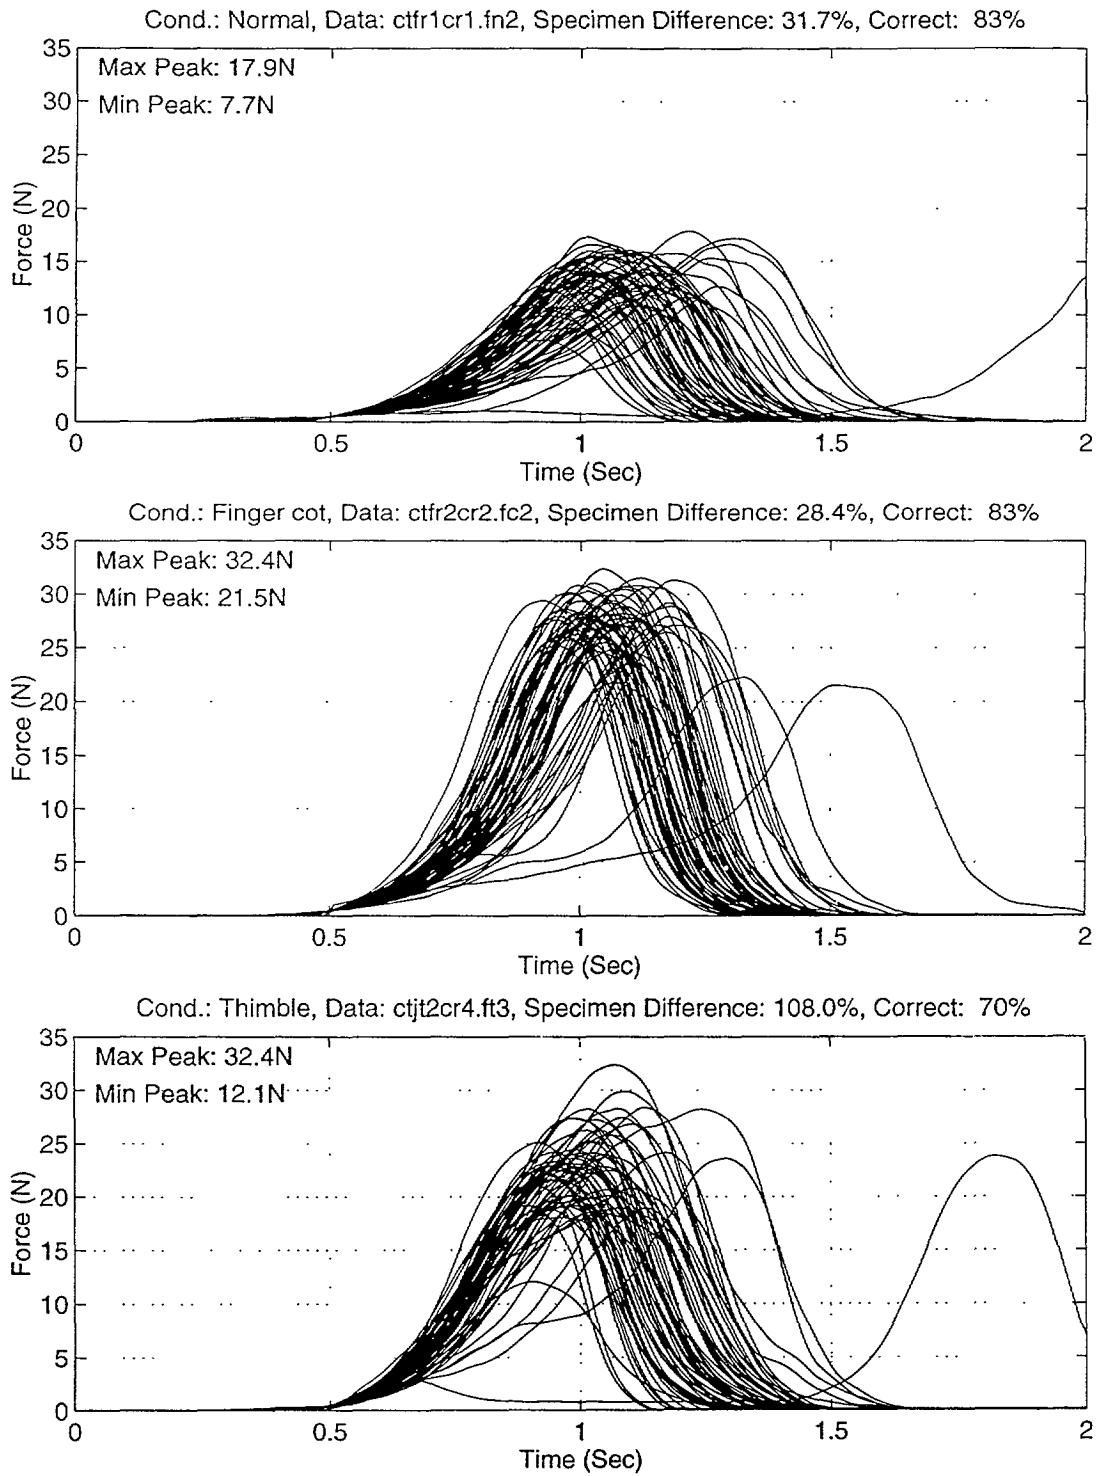 Cond.: Normal, Data: ctfr1cr1.fn2, Specimen Difference: 31.7%, Correct: 83%
35
Max Peak: 17.9N
30
Min Peak: 7.7N
25
20
15
10
5
0
Force (N)
0 0.5 1 1.5 2
Time (Sec)
Cond.: Finger cot, Data: ctfr2cr2.fc2, Specimen Difference: 28.4%, Correct: 83%
35
Max Peak: 32.4N
30
Min Peak: 21.5N
25
20
15
10
5
0
Force (N)
0 0.5 1 1.5 2
Time (Sec)
Cond.: Thimble, Data: ctjt2cr4.ft3, Specimen Difference: 108.0%, Correct: 70%
35
Max Peak: 32.4N
30
Min Peak: 12.1N
25
20
15
10
5
0
Force (N)
0 0.5 1 1.5 2
Time (Sec)